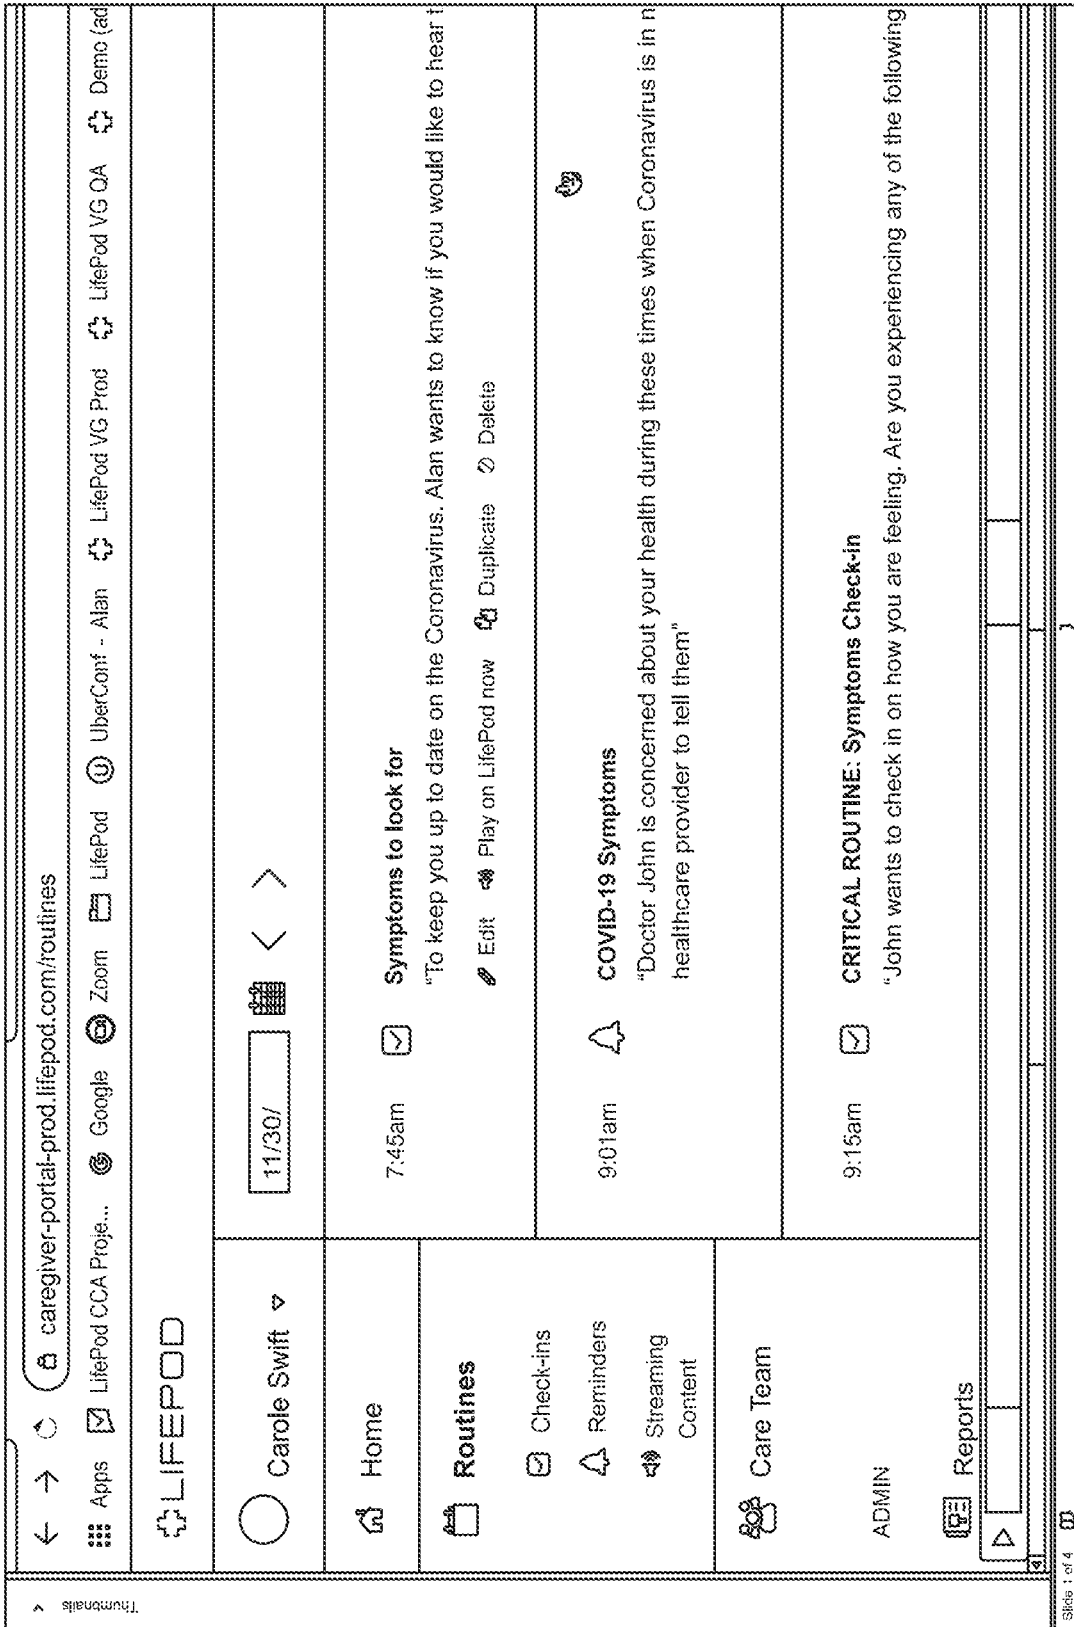 Thumbnails
caregiver-portal-prod.lifepod.com/routines
Apps LifePod CCA Proje... Google Zoom LifePod UberConf - Alan LifePod VG Prod LifePod VG QA Demo (ad
LIFEPOD
Carole Swift
Home
Routines
Check-ins
Reminders
Streaming
Content
Care Team
ADMIN
Reports
11/30/
7:45am Symptoms to look for
"To keep you up to date on the Coronavirus. Alan wants to know if you would like to hear t
Edit Play on LifePod now Duplicate Delete
9:01am COVID-19 Symptoms
"Doctor John is concerned about your health during these times when Coronavirus is in n
healthcare provider to tell them"
9:15am CRITICAL ROUTINE: Symptoms Check-in
"John wants to check in on how you are feeling. Are you experiencing any of the following
Slide 1 of 4